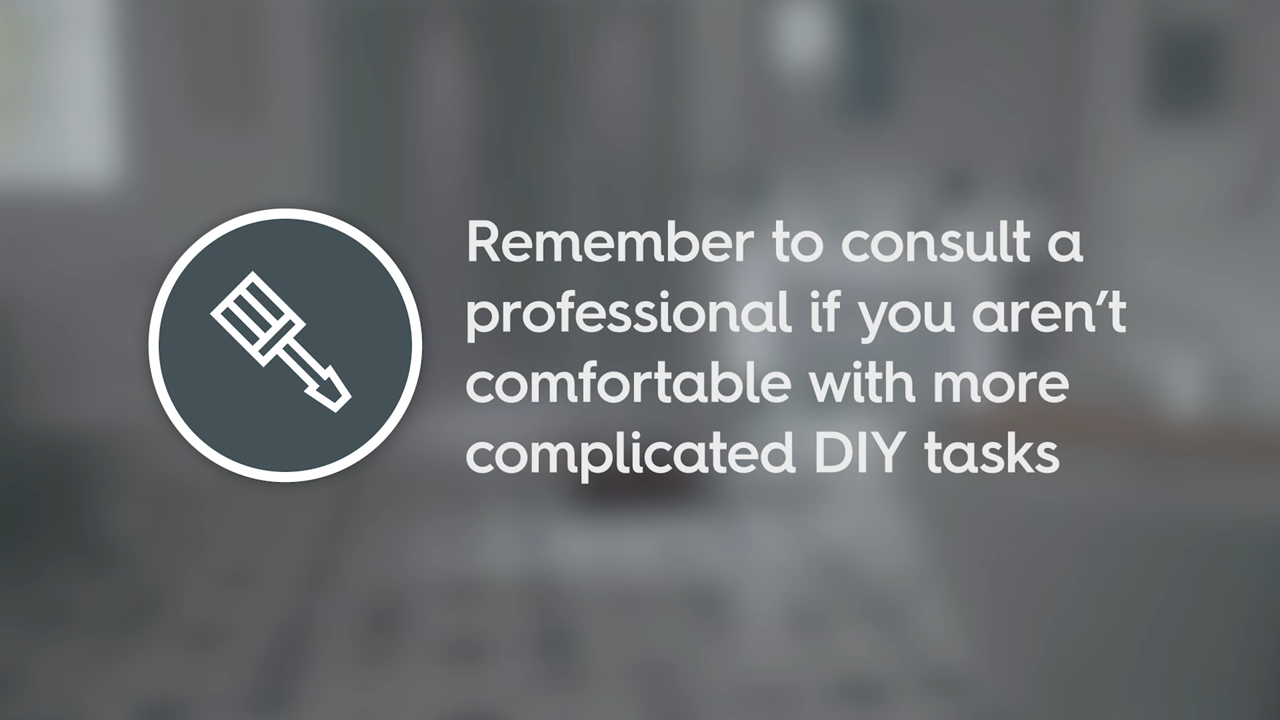 Remember to consult a
professional if you aren’t
comfortable with more
complicated DIY tasks